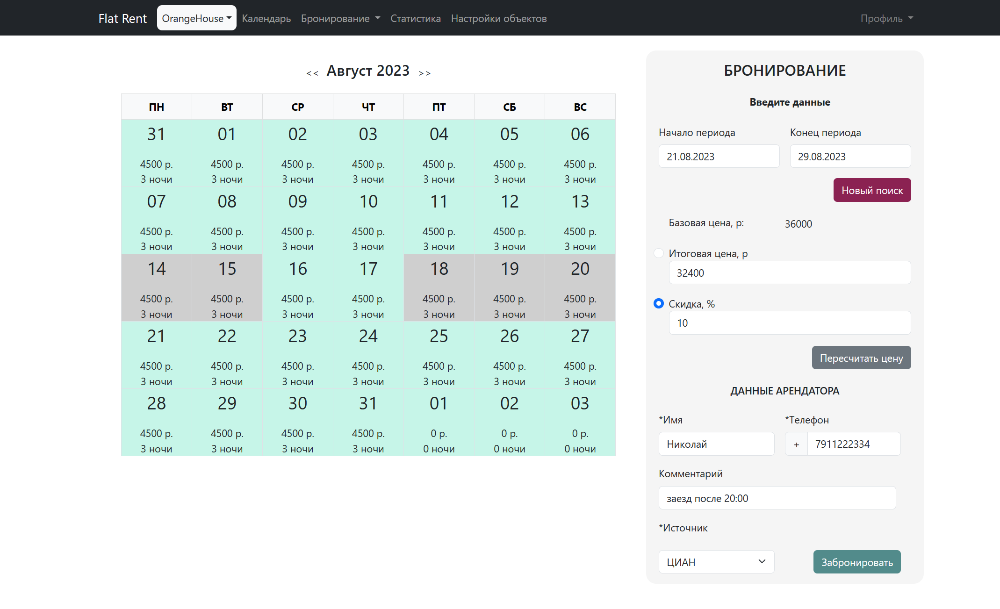 Flat Rent OrangeHouse Календарь Бронирование Статистика Настройки объектов Профиль
<< Август 2023 >>
ПН ВТ СР ЧТ ПТ СБ ВС
31 01 02 03 04 05 06
4500 р. 4500 р. 4500 р. 4500 р. 4500 р. 4500 р. 4500 р.
3 ночи 3 ночи 3 ночи 3 ночи 3 ночи 3 ночи 3 ночи
07 08 09 10 11 12 13
4500 р. 4500 р. 4500 р. 4500 р. 4500 р. 4500 р. 4500 р.
3 ночи 3 ночи 3 ночи 3 ночи 3 ночи 3 ночи 3 ночи
14 15 16 17 18 19 20
4500 р. 4500 р. 4500 р. 4500 р. 4500 р. 4500 р. 4500 р.
3 ночи 3 ночи 3 ночи 3 ночи 3 ночи 3 ночи 3 ночи
21 22 23 24 25 26 27
4500 р. 4500 р. 4500 р. 4500 р. 4500 р. 4500 р. 4500 р.
3 ночи 3 ночи 3 ночи 3 ночи 3 ночи 3 ночи 3 ночи
28 29 30 31 01 02 03
4500 р. 4500 р. 4500 р. 4500 р. 0 р. 0 р. 0 р.
3 ночи 3 ночи 3 ночи 3 ночи 0 ночи 0 ночи 0 ночи
БРОНИРОВАНИЕ
Введите данные
Начало периода Конец периода
21.08.2023 29.08.2023
Новый поиск
Базовая цена, р: 36000
Итоговая цена, р
32400
Скидка, %
10
Пересчитать цену
ДАННЫЕ АРЕНДАТОРА
*Имя *Телефон
Николай + 7911222334
Комментарий
заезд после 20:00
*Источник
ЦИАН Забронировать